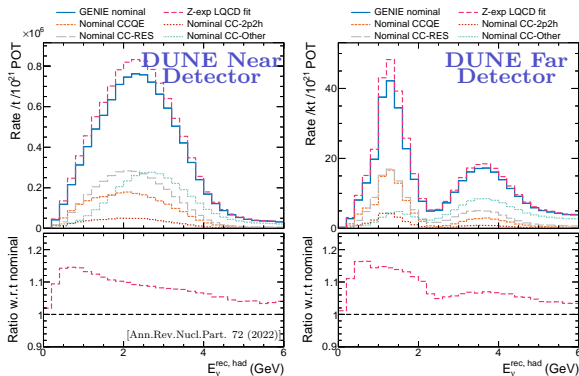 GENIE nominal
Z-exp LQCD fit
Nominal CCQE
Nominal CC-2p2h
Nominal CC-RES
Nominal CC-Other
×10⁶
DUNE Near
Detector
Rate /t /10²¹ POT
0.8
0.6
0.4
0.2
0
Ratio w.r.t nominal
1.2
1.1
1
0.9
[Ann.Rev.Nucl.Part. 72 (2022)]
0 2 4 6
E_ν^rec, had (GeV)
GENIE nominal
Z-exp LQCD fit
Nominal CCQE
Nominal CC-2p2h
Nominal CC-RES
Nominal CC-Other
DUNE Far
Detector
Rate /kt /10²¹ POT
40
20
0
Ratio w.r.t nominal
1.2
1.1
1
0.9
0 2 4 6
E_ν^rec, had (GeV)